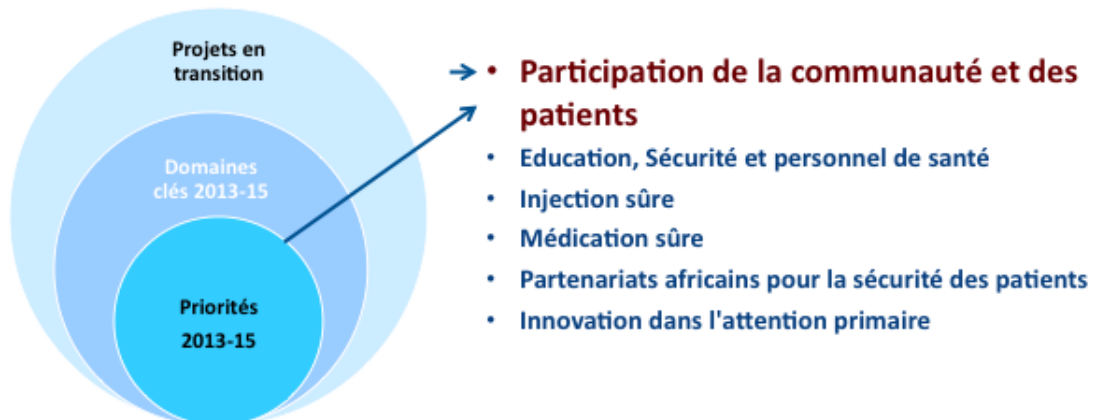 Projets en
transition
Domaines
clés 2013-15
Priorités
2013-15
• Participation de la communauté et des
patients
• Education, Sécurité et personnel de santé
• Injection sûre
• Médication sûre
• Partenariats africains pour la sécurité des patients
• Innovation dans l'attention primaire